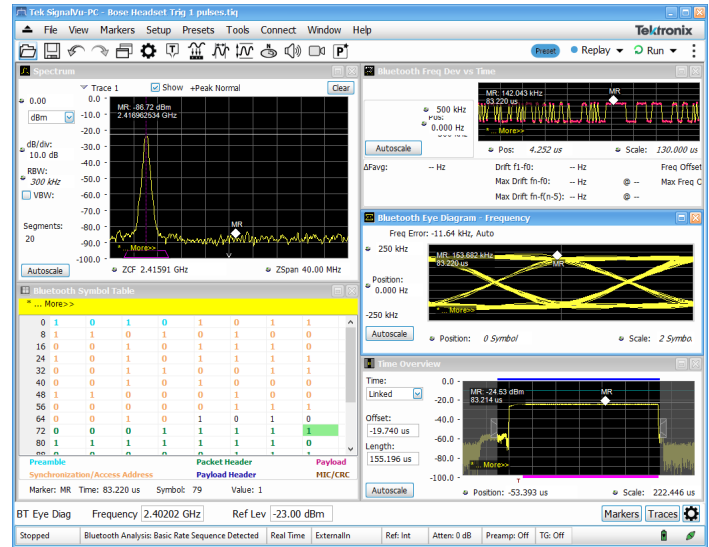 Tek SignalVu-PC - Bose Headset Trig 1 pulses.tiq
File View Markers Setup Presets Tools Connect Window Help
Tektronix
Preset Replay Run
Spectrum
Trace 1 Show +Peak Normal Clear
0.00
dBm
dB/div:
10.0 dB
RBW:
300 kHz
VBW:
Segments:
20
Autoscale
0.0
-10.0
-20.0
-30.0
-40.0
-50.0
-60.0
-70.0
-80.0
-90.0
-100.0
MR: -86.72 dBm
2.416962534 GHz
MR
* ... More>>
ZCF 2.41591 GHz
ZSpan 40.00 MHz
Bluetooth Freq Dev vs Time
500 kHz
Pos:
0.000 Hz
Autoscale
MR: 142.043 kHz
83.220 us
MR
* ... More>>
Pos: 4.252 us
Scale: 130.000 us
ΔFavg: -- Hz Drift f1-f0: -- Hz Freq Offset
Max Drift fn-f0: -- Hz @ -- Max Freq O
Max Drift fn-f(n-5): -- Hz @ --
Bluetooth Eye Diagram - Frequency
Freq Error: -11.64 kHz, Auto
250 kHz
Position:
0.000 Hz
-250 kHz
Autoscale
MR: 153.682 kHz
83.220 us
MR
* ... More>>
Position: 0 Symbol
Scale: 2 Symbo
Bluetooth Symbol Table
* ... More>>
0 1 0 1 0 1 0 1 1
8 1 1 0 1 0 0 0 1
16 0 0 1 0 1 1 1 1
24 1 0 1 0 1 1 1 1
32 0 0 1 0 0 1 0 0
40 0 0 1 0 0 1 1 1
48 1 1 0 0 0 0 0 1
56 0 0 0 0 0 1 1 1
64 0 0 1 0 1 0 1 0
72 0 0 0 1 1 1 1 1
80 1 1 1 1 1 1 1 0
Preamble Packet Header Payload
Synchronization/Access Address Payload Header MIC/CRC
Marker: MR Time: 83.220 us Symbol: 79 Value: 1
Time Overview
Time:
Linked
Offset:
-19.740 us
Length:
155.196 us
Autoscale
0.0
-20.0
-40.0
-60.0
-80.0
-100.0
MR: -24.53 dBm
83.214 us
MR
* ... More>>
T
Position: -53.393 us
Scale: 222.446 us
BT Eye Diag Frequency 2.40202 GHz Ref Lev -23.00 dBm Markers Traces
Stopped Bluetooth Analysis: Basic Rate Sequence Detected Real Time ExternalIn Ref: Int Atten: 0 dB Preamp: Off TG: Off